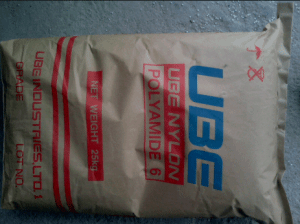 UBE
UBE NYLON
POLYAMIDE 6
NET WEIGHT 25kg
UBE INDUSTRIES, LTD.
GRADE
LOT NO.